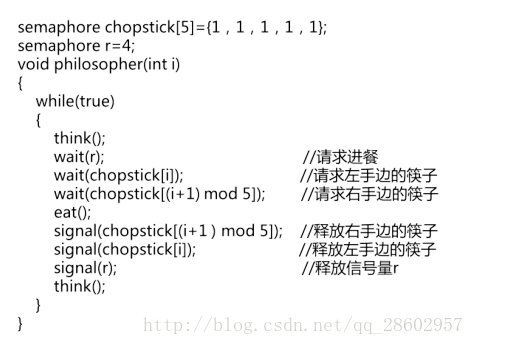 semaphore chopstick[5]={1 , 1 , 1 , 1 , 1};
semaphore r=4;
void philosopher(int i)
{
while(true)
{
think();
wait(r); //请求进餐
wait(chopstick[i]); //请求左手边的筷子
wait(chopstick[(i+1) mod 5]); //请求右手边的筷子
eat();
signal(chopstick[(i+1 ) mod 5]); //释放右手边的筷子
signal(chopstick[i]); //释放左手边的筷子
signal(r); //释放信号量r
think();
}
}
http://blog.csdn.net/qq_28602957